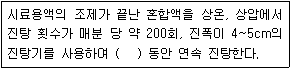 시료용액의 조제가 끝난 혼합액을 상온, 상압에서
진탕 횟수가 매분 당 약 200회, 진폭이 4~5cm의
진탕기를 사용하여 (  ) 동안 연속 진탕한다.